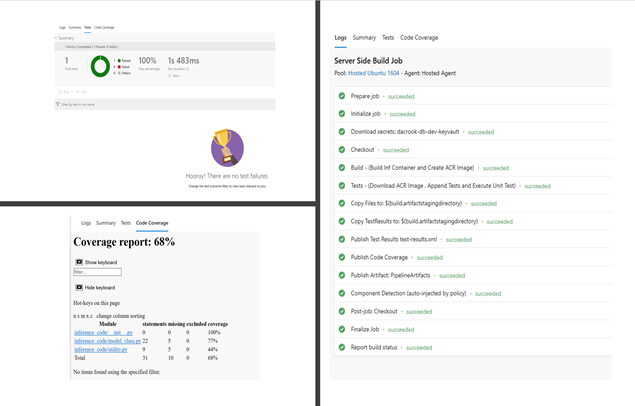 Logs Summary Tests Code Coverage
Summary
1 Run(s) Completed ( 1 Passed, 0 Failed )
1
Total tests
1 Passed
0 Failed
0 Others
100%
Pass percentage
1s 483ms
Run duration
Filter by test or run name
Hooray! There are no test failures.
Change the test outcome filter to view tests relevant to you.
Logs Summary Tests Code Coverage
Coverage report: 68%
Show keyboard
filter...
Hide keyboard
Hot-keys on this page
n s m x c change column sorting
Module statements missing excluded coverage
inference_code/__init__.py 0 0 0 100%
inference_code/model_class.py 22 5 0 77%
inference_code/utility.py 9 5 0 44%
Total 31 10 0 68%
No items found using the specified filter.
Logs Summary Tests Code Coverage
Server Side Build Job
Pool: Hosted Ubuntu 1604 · Agent: Hosted Agent
Prepare job · succeeded
Initialize job · succeeded
Download secrets: dacrook-db-dev-keyvault · succeeded
Checkout · succeeded
Build - (Build Inf Container and Create ACR Image) · succeeded
Tests - (Download ACR Image , Append Tests and Execute Unit Test) · succeeded
Copy Files to: $(build.artifactstagingdirectory) · succeeded
Copy TestResults to: $(build.artifactstagingdirectory) · succeeded
Publish Test Results test-results.xml · succeeded
Publish Code Coverage · succeeded
Publish Artifact: PipelineArtifacts · succeeded
Component Detection (auto-injected by policy) · succeeded
Post-job: Checkout · succeeded
Finalize Job · succeeded
Report build status · succeeded